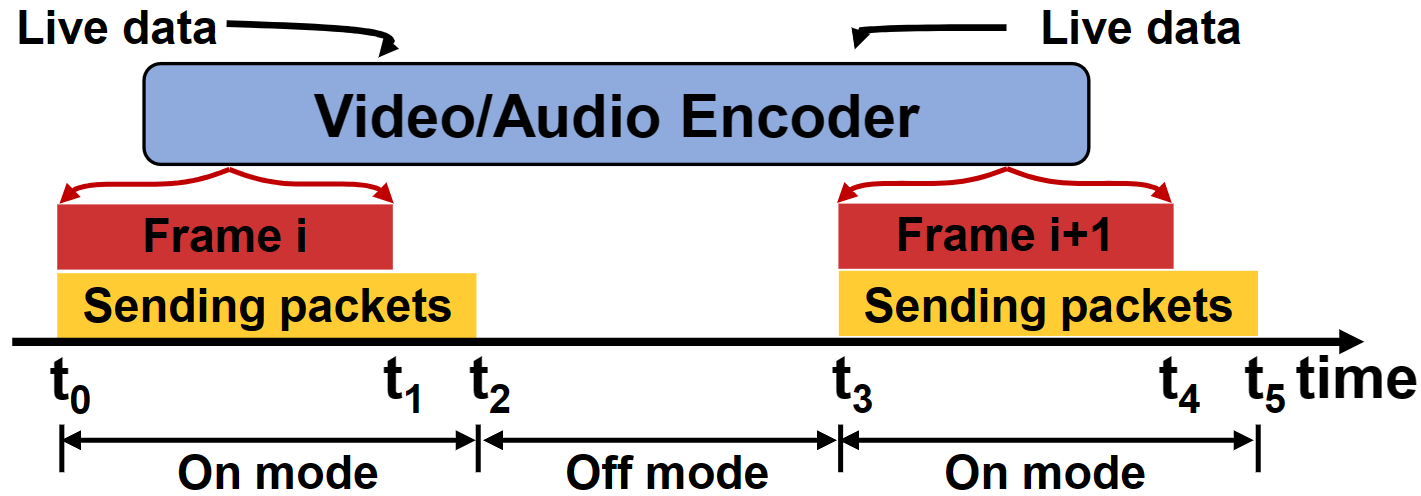 Live data
Live data
Video/Audio Encoder
Frame i
Frame i+1
Sending packets
Sending packets
t0 t1 t2 t3 t4 t5 time
On mode
Off mode
On mode